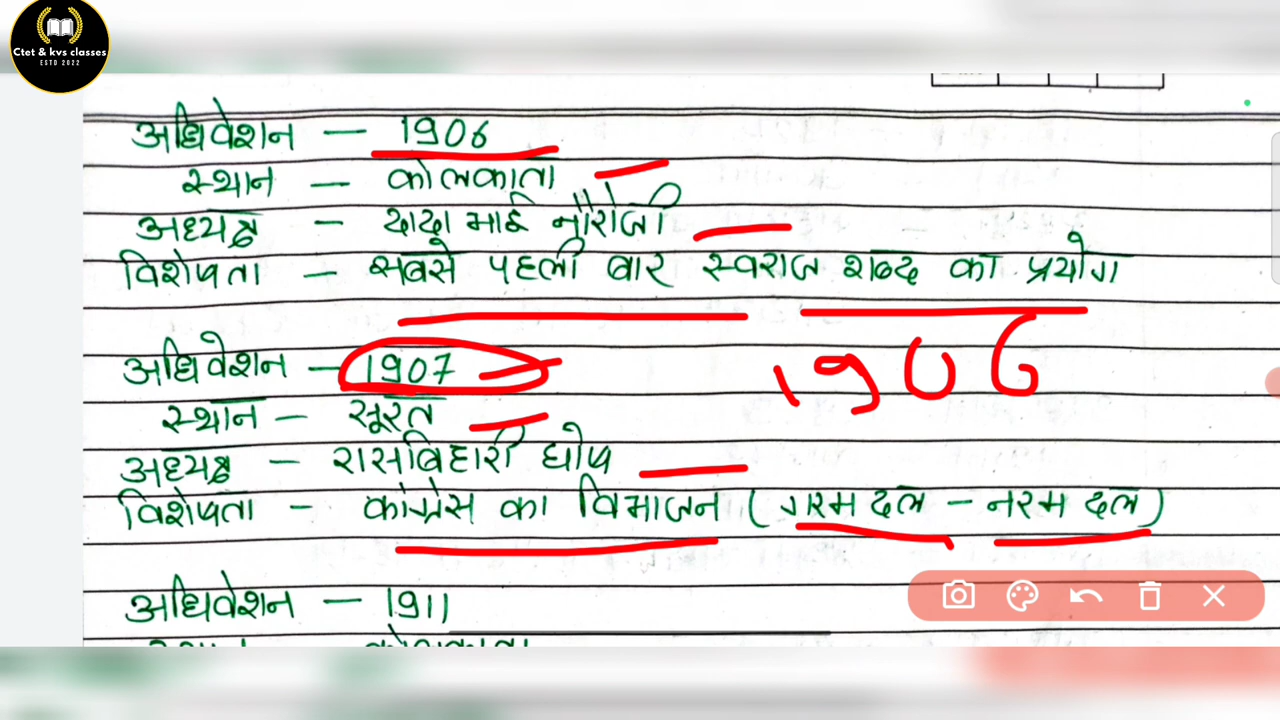 Ctet & kvs classes
ESTD 2022
अधिवेशन — 1906
स्थान — कोलकाता
अध्यक्ष — दादा भाई नौरोजी
विशेषता — सबसे पहली बार स्वराज शब्द का प्रयोग
1906
अधिवेशन — 1907
स्थान — सूरत
अध्यक्ष — रासबिहारी घोष
विशेषता — कांग्रेस का विभाजन (गरम दल — नरम दल)
अधिवेशन — 1911